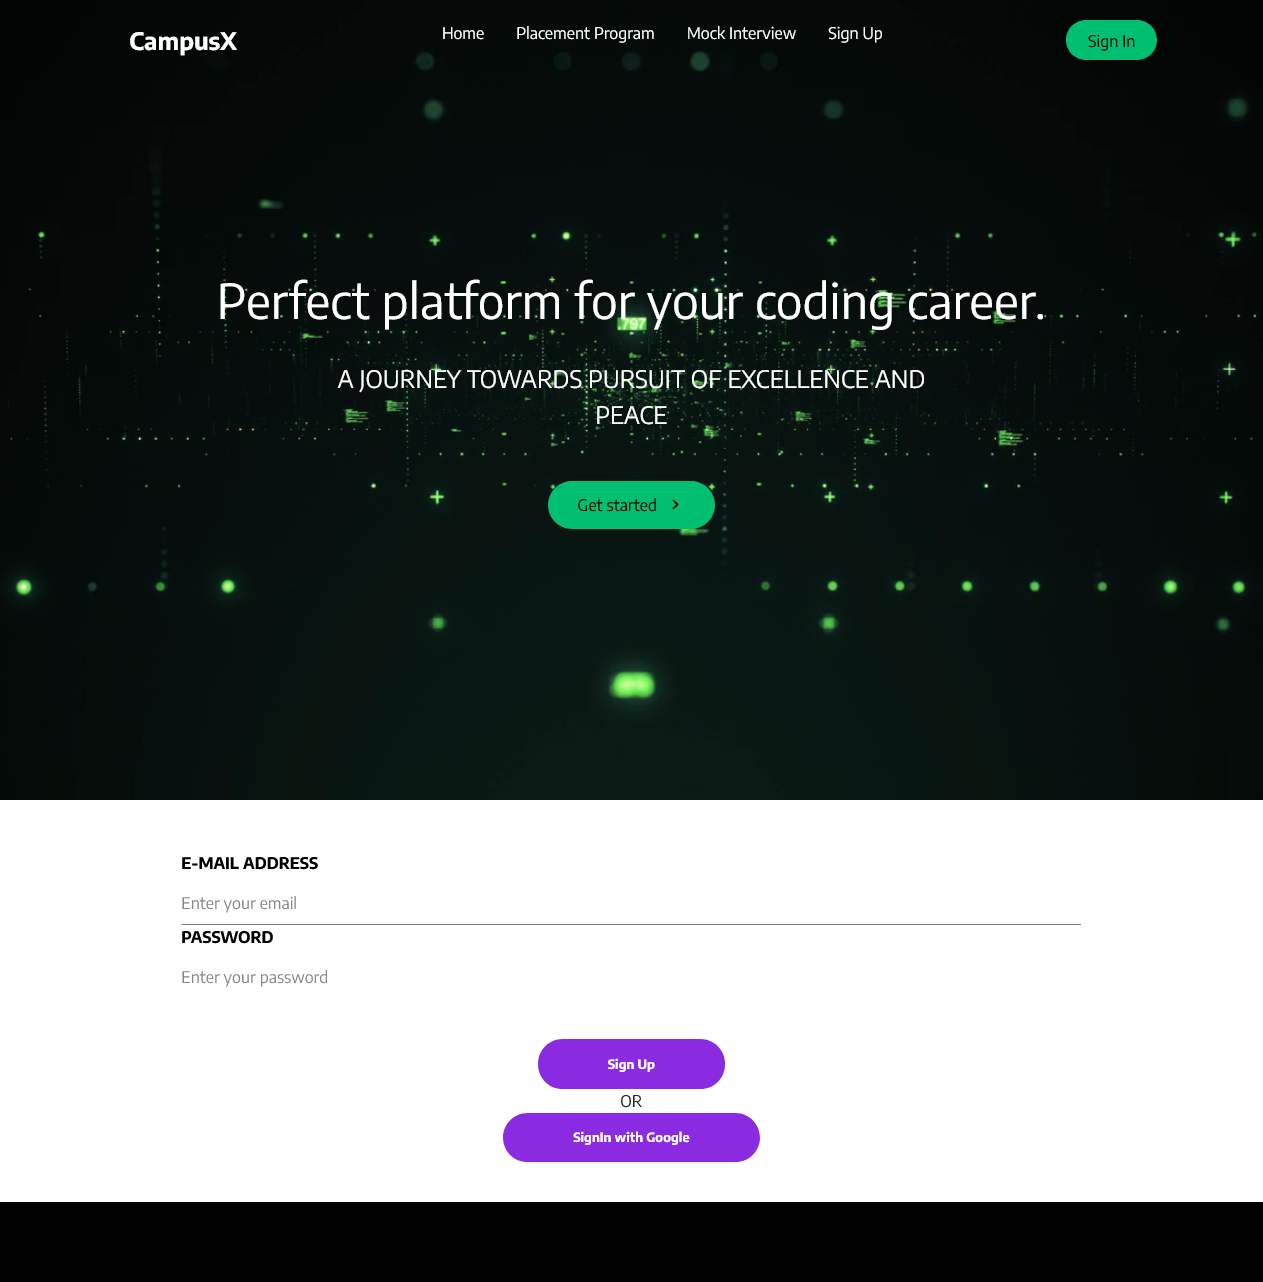 CampusX
Home
Placement Program
Mock Interview
Sign Up
Sign In
Perfect platform for your coding career.
.797
A JOURNEY TOWARDS PURSUIT OF EXCELLENCE AND
PEACE
Get started
E-MAIL ADDRESS
Enter your email
PASSWORD
Enter your password
Sign Up
OR
SignIn with Google